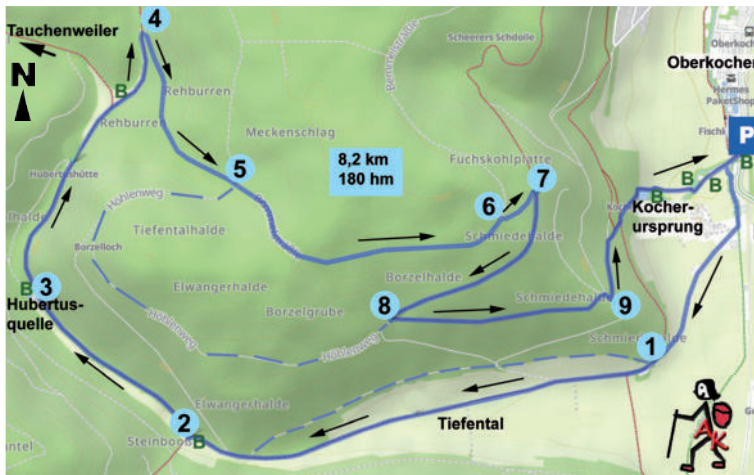 4
Tauchenweiler
Scheerers Schdolle
Oberkochen
N
B
Rehburren
Hermes
PaketShop
Rehburren
Meckenschlag
8,2 km
180 hm
Fuchskohlplatte
P
5
7
B
Hubertushütte
Höhlenweg
6
B
B
Tiefentalhalde
Schmiedehalde
Kocher-
ursprung
Borzelloch
Borzelhalde
B
3
Elwangerhalde
8
Schmiedehalde
9
Hubertus-
quelle
Borzelgrube
Höhlenweg
1
Schmiedehalde
Elwangerhalde
2
B
Tiefental
AK